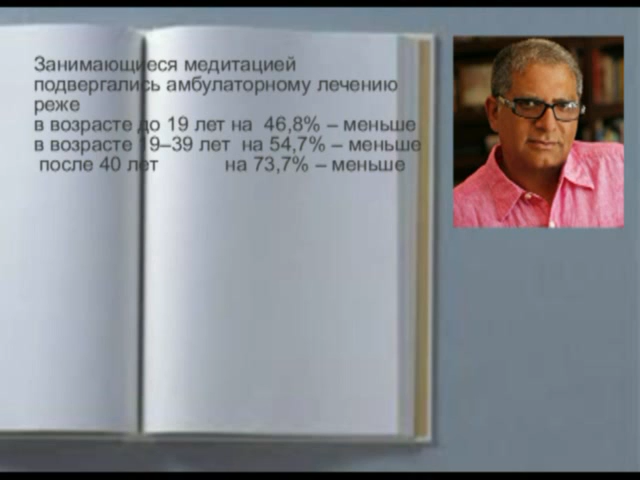 Занимающиеся медитацией
подвергались амбулаторному лечению
реже
в возрасте до 19 лет на 46,8% – меньше
в возрасте 19–39 лет на 54,7% – меньше
после 40 лет на 73,7% – меньше